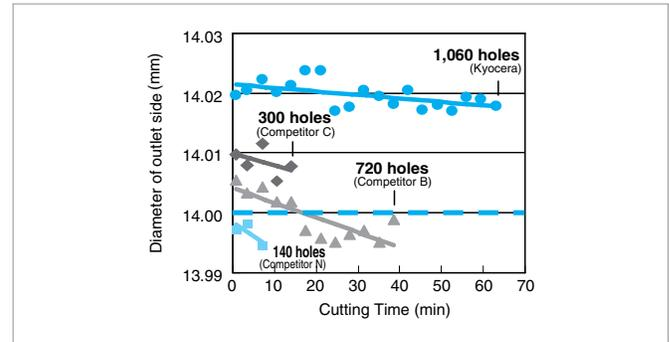 14.03
14.02
14.01
14.00
13.99
Diameter of outlet side (mm)
1,060 holes
(Kyocera)
300 holes
(Competitor C)
720 holes
(Competitor B)
140 holes
(Competitor N)
0 10 20 30 40 50 60 70
Cutting Time (min)